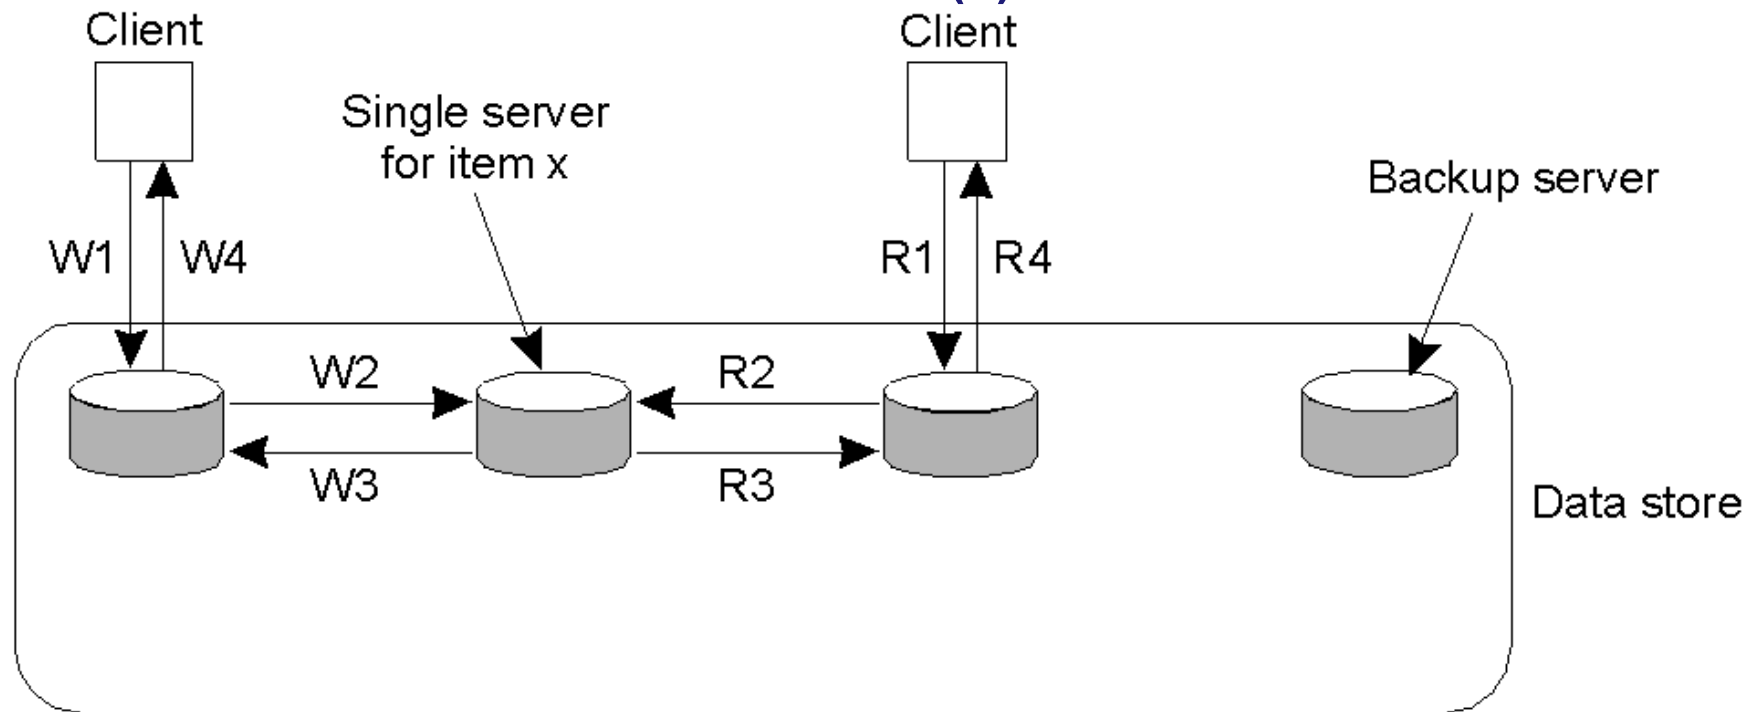 Client
Client
Single server
for item x
Backup server
W1
W4
R1
R4
W2
R2
W3
R3
Data store